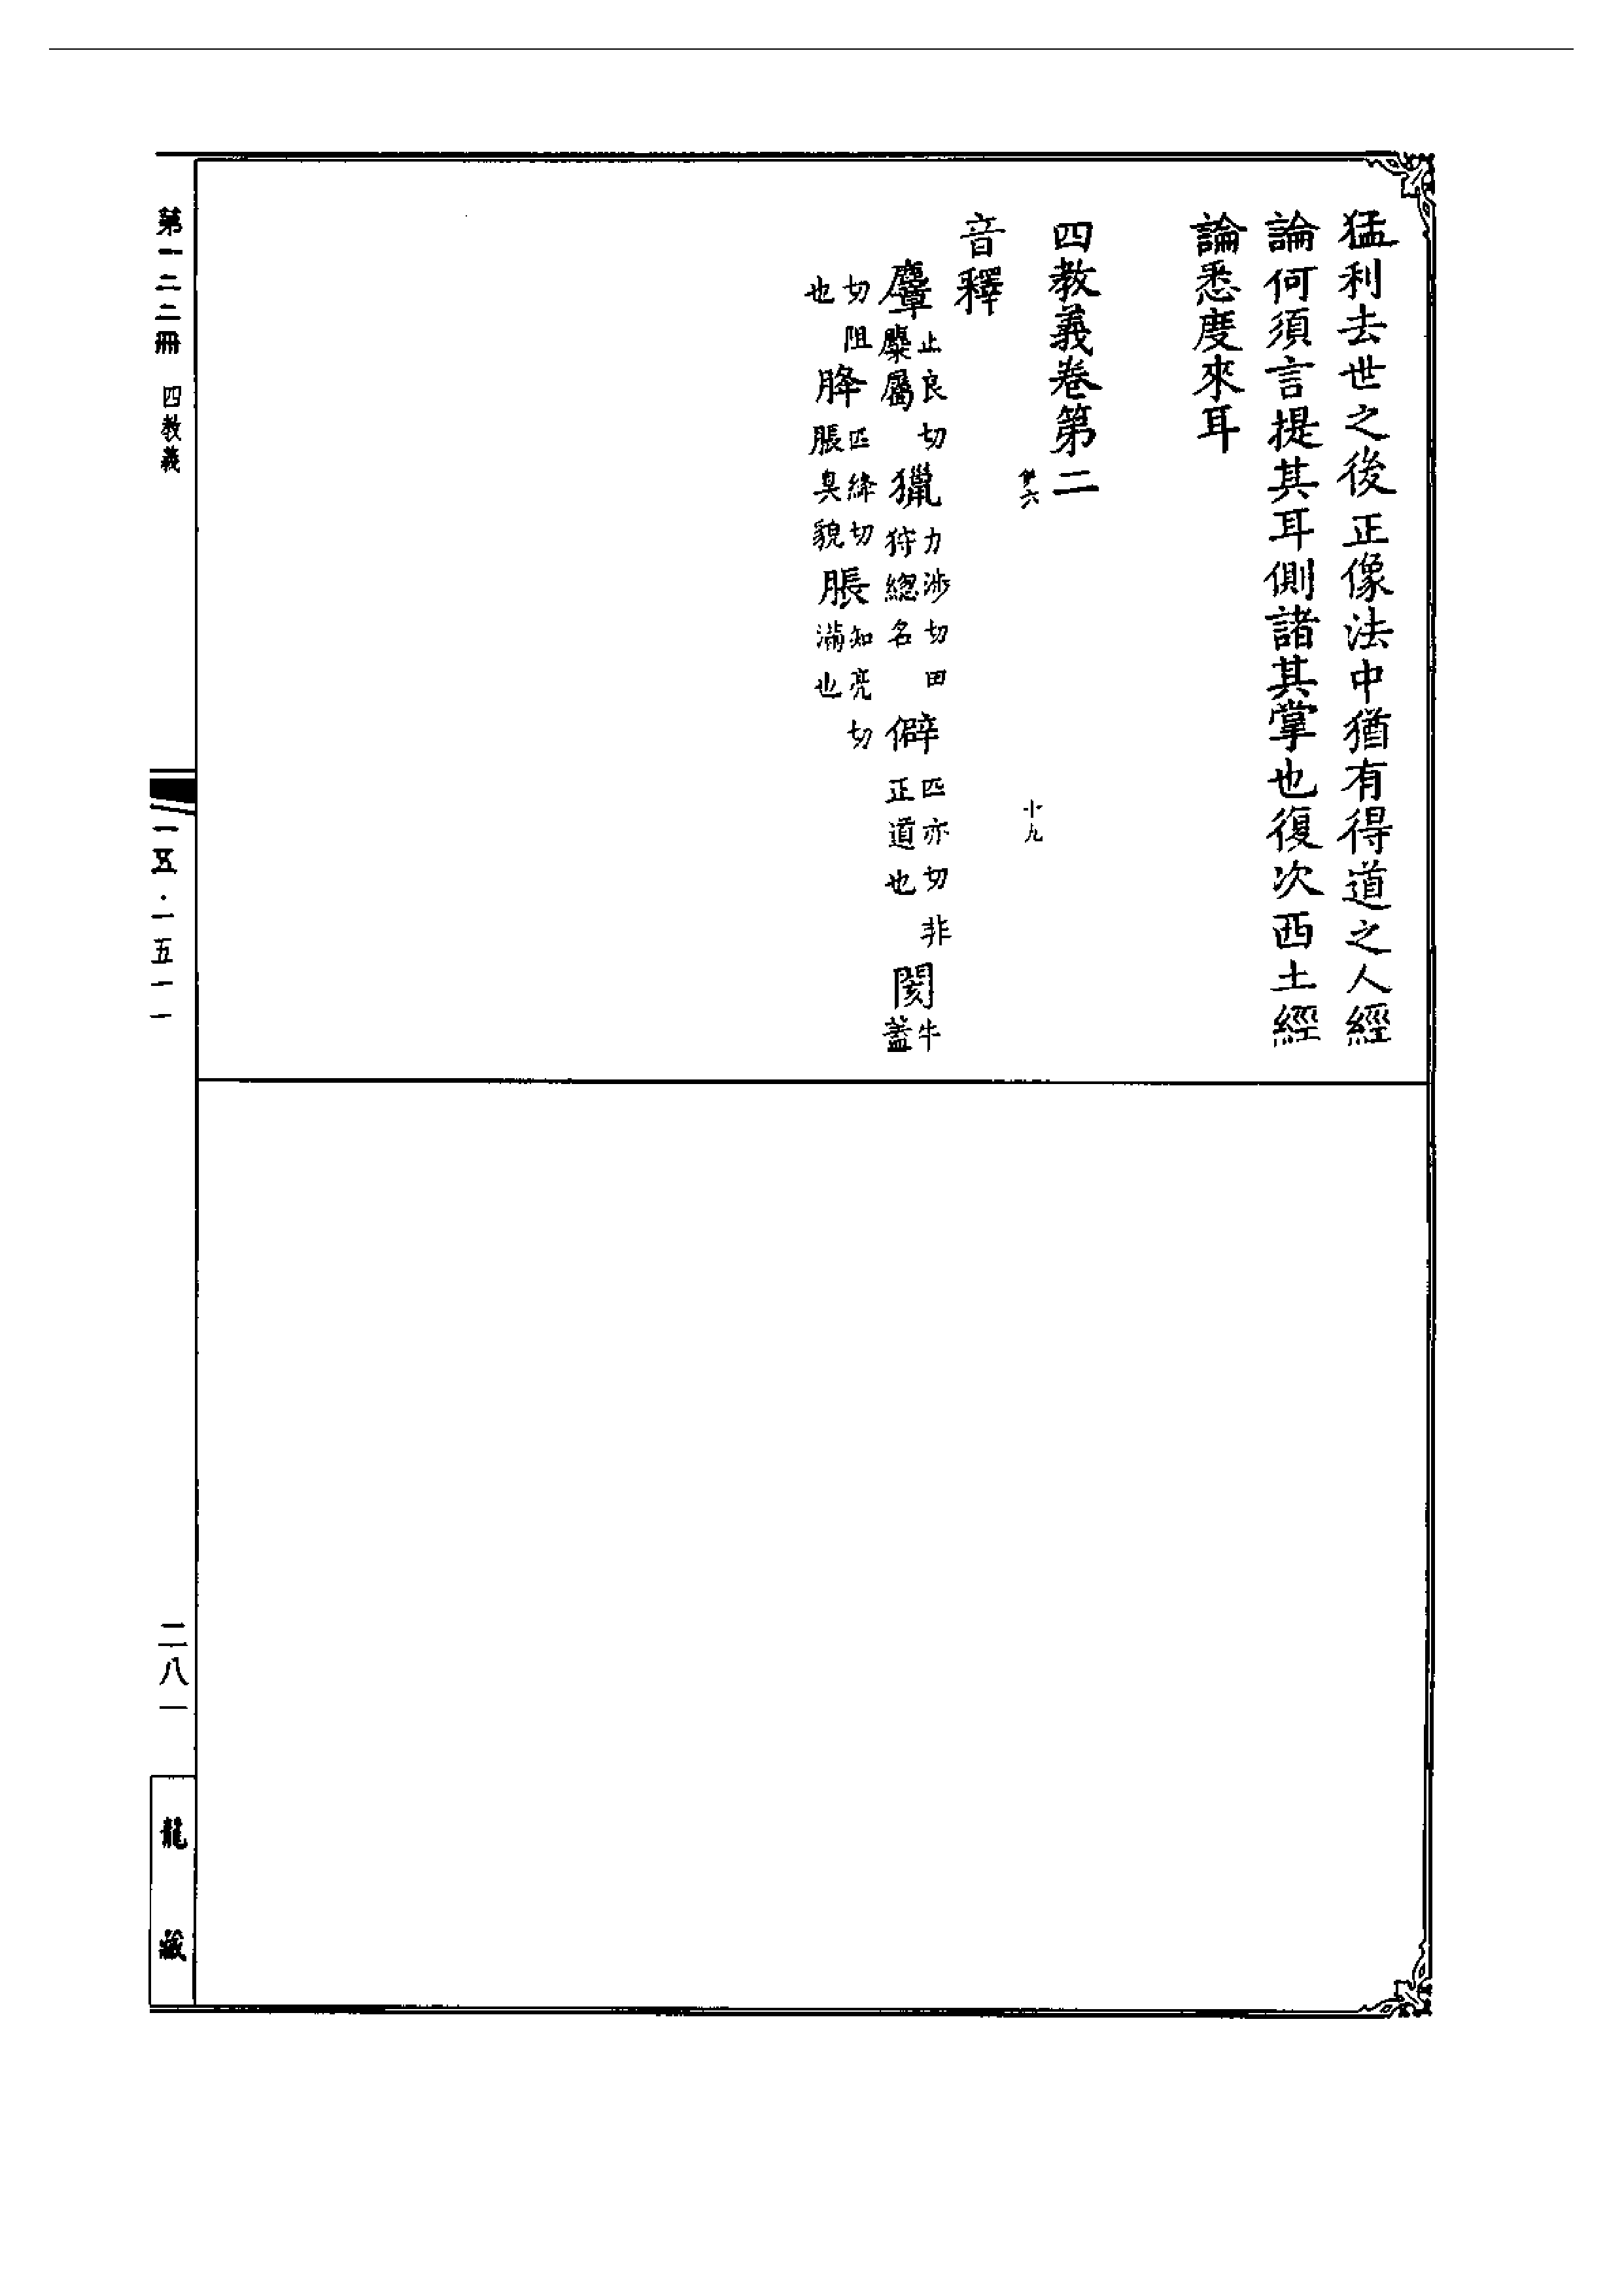 猛利去世之後正像法中猶有得道之人經
論何須言提其耳側諸其掌也復次西土經
論悉度來耳
四教義卷第二
六 十九
音釋
麞止良切麋屬 獵力涉切田狩總名 僻匹亦切非正道也 閡牛蓋
切阻也 胮匹絳切脹臭貌 脹知亮切滿也
第一二二冊 四教義
一五·一五一一
二八一
龍藏